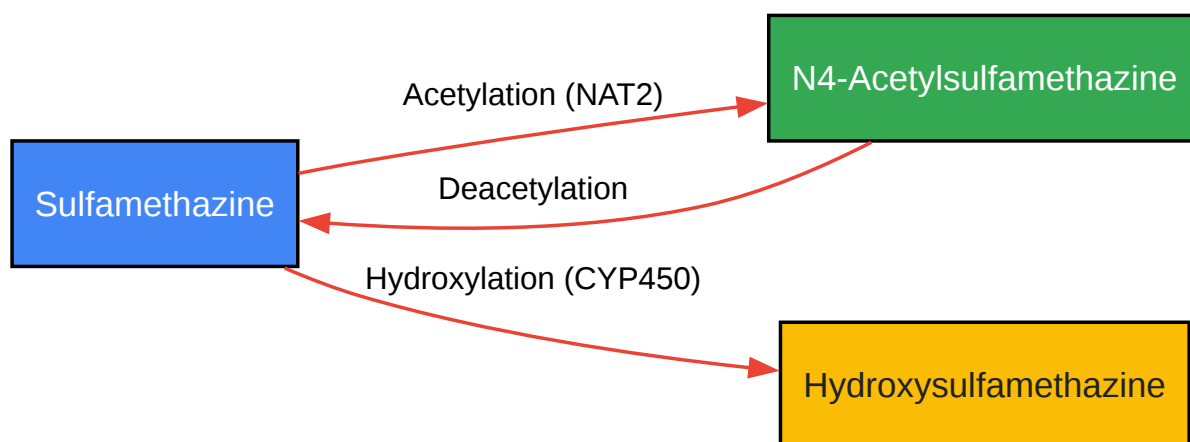 N4-Acetylsulfamethazine
Acetylation (NAT2)
Deacetylation
Sulfamethazine
Hydroxylation (CYP450)
Hydroxysulfamethazine